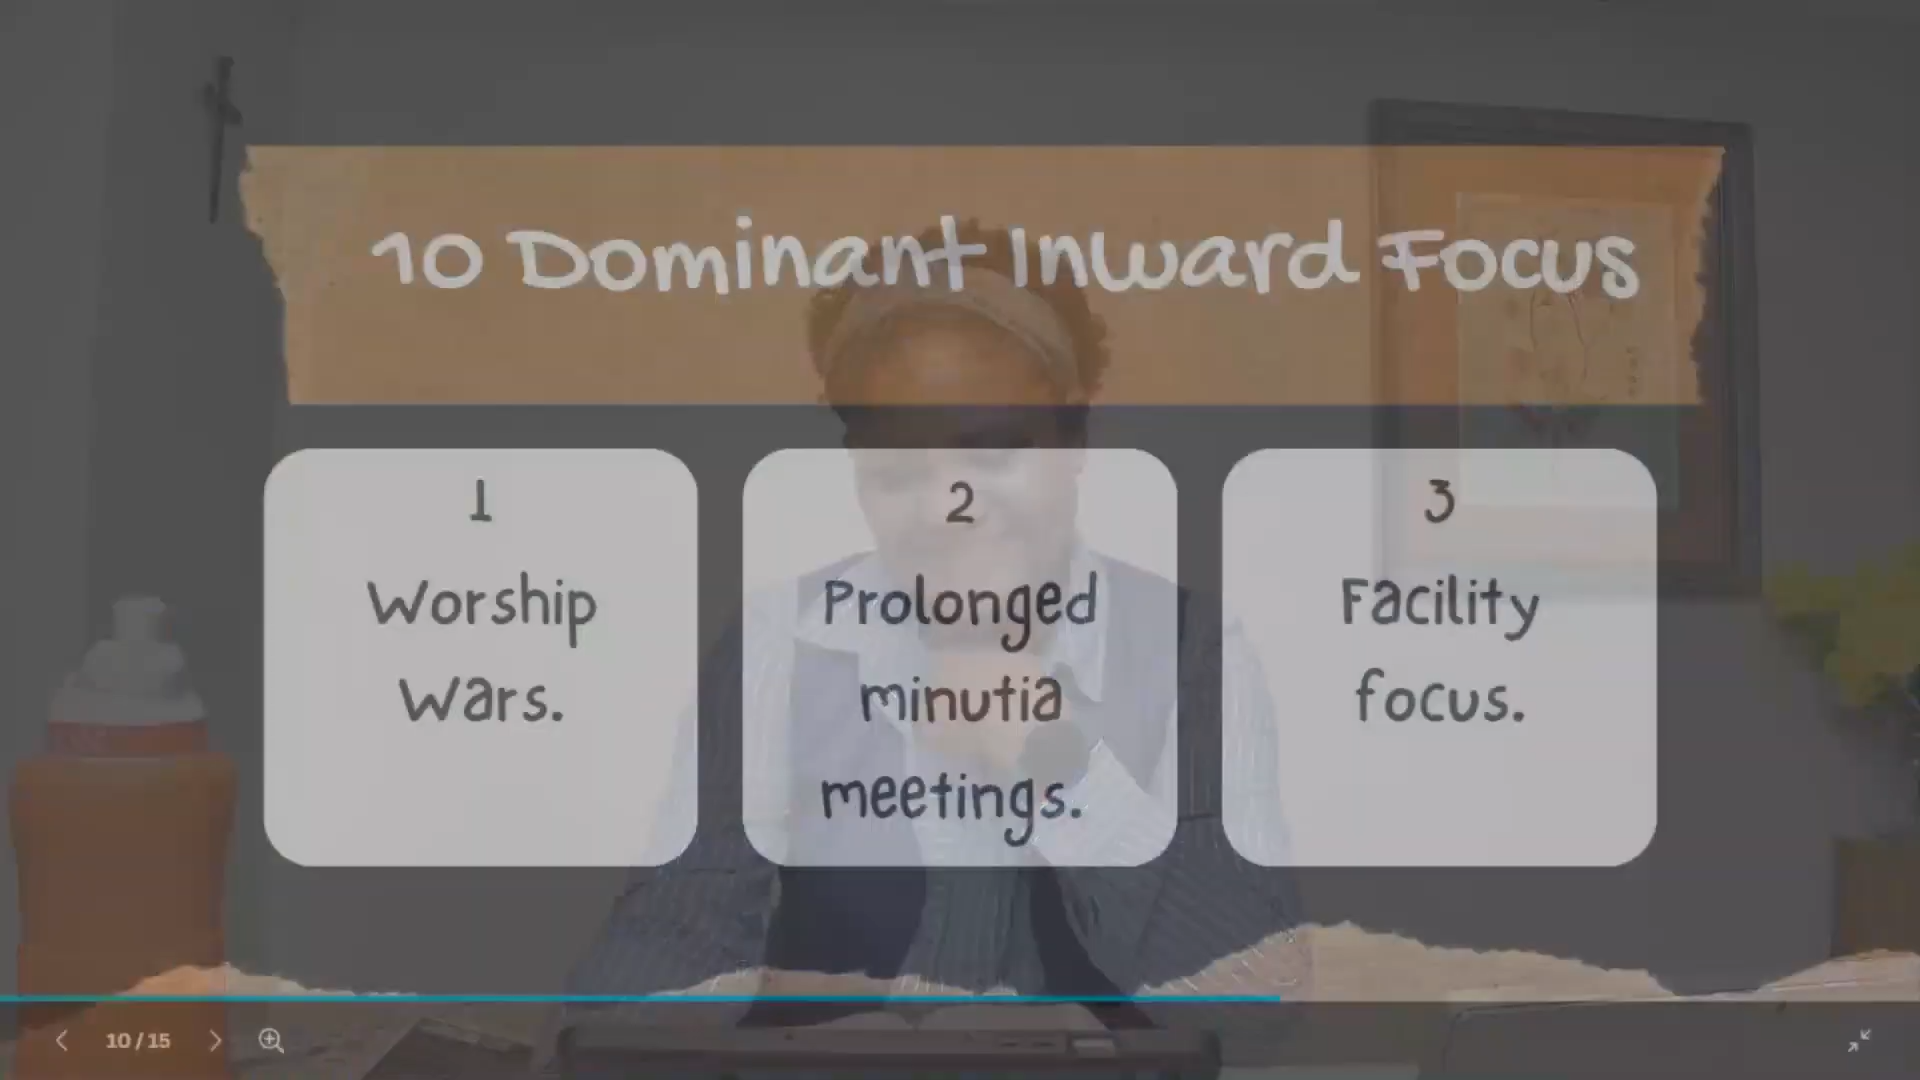 10 Dominant Inward Focus
1
Worship
Wars.
2
Prolonged
minutia
meetings.
3
Facility
focus.
10 / 15